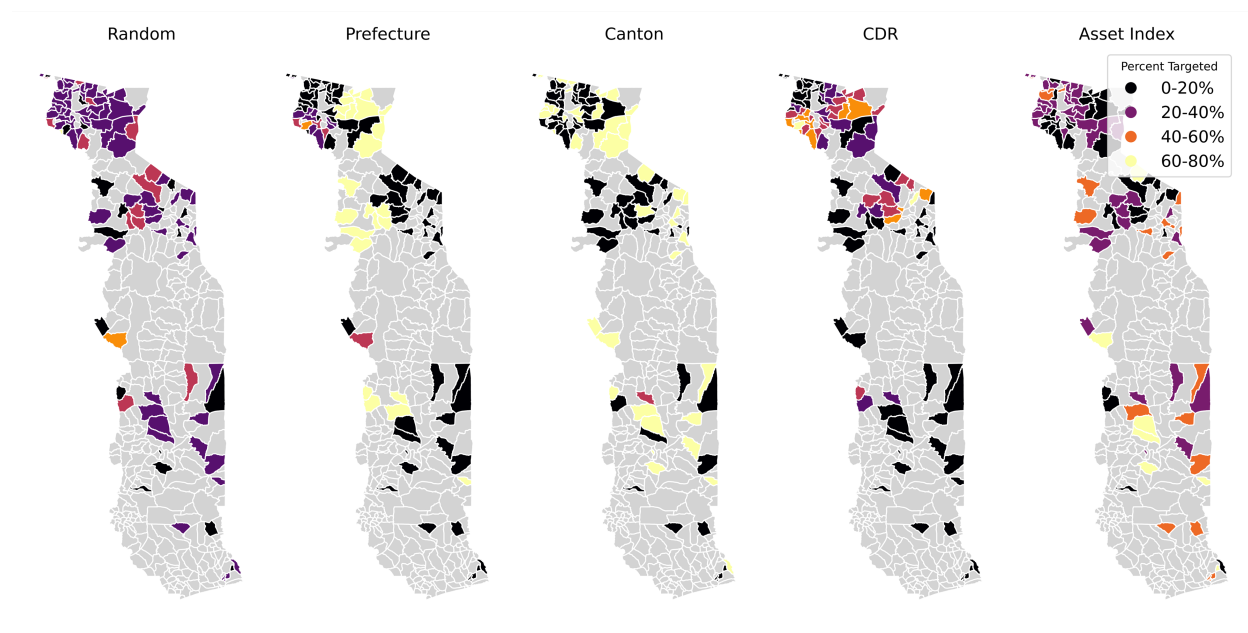 Random
Prefecture
Canton
CDR
Asset Index
Percent Targeted
0-20%
20-40%
40-60%
60-80%